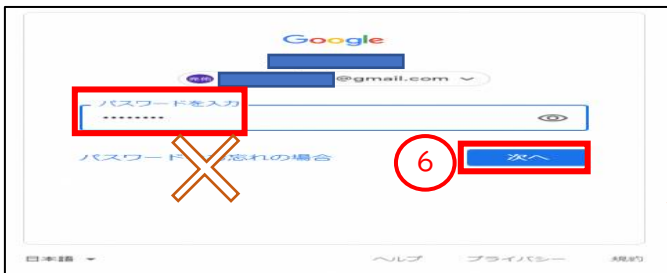 Google
@gmail.com
パスワードを入力
••••••••
パスワード 忘れの場合
6 次へ
日本語 ヘルプ プライバシー 規約